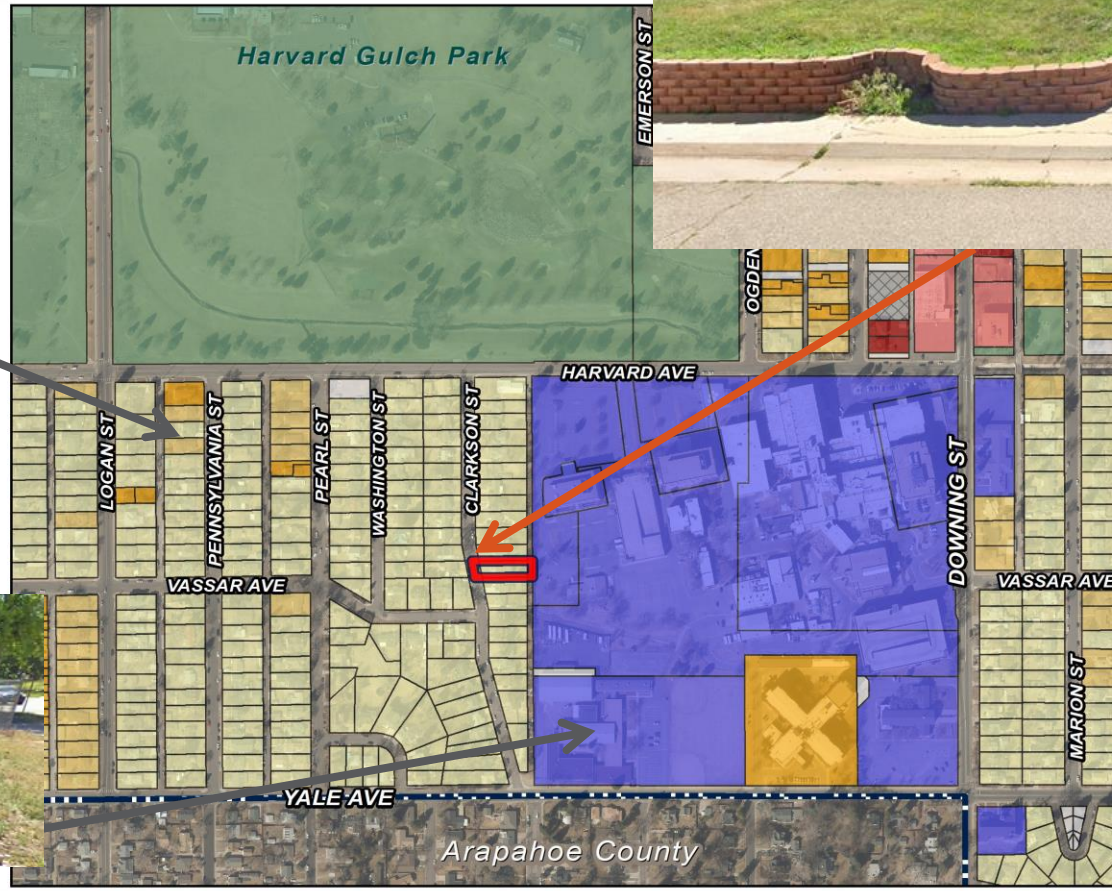 Harvard Gulch Park
EMERSON ST
OGDEN
HARVARD AVE
LOGAN ST
PENNSYLVANIA ST
PEARL ST
WASHINGTON ST
CLARKSON ST
DOWNING ST
VASSAR AVE
VASSAR AVE
MARION ST
YALE AVE
Arapahoe County